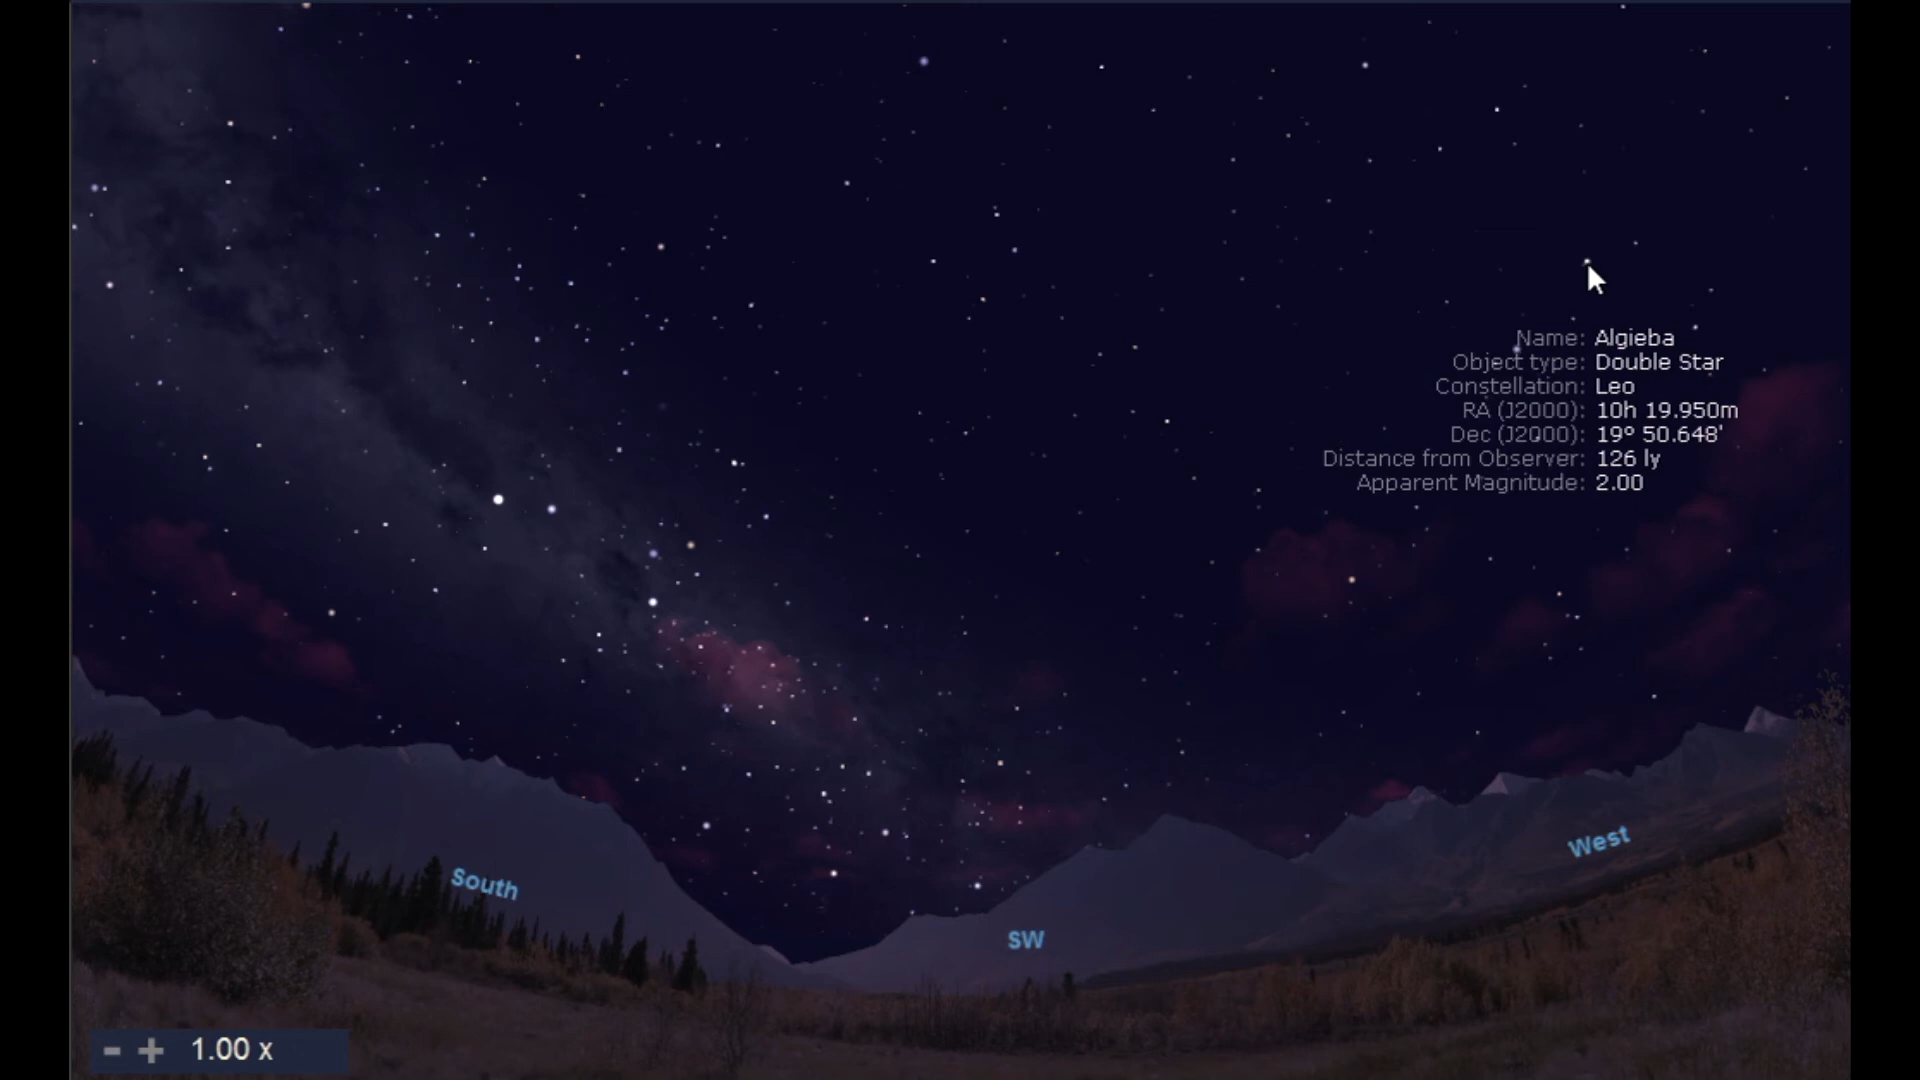 Name: Algieba
Object type: Double Star
Constellation: Leo
RA (J2000): 10h 19.950m
Dec (J2000): 19º 50.648'
Distance from Observer: 126 ly
Apparent Magnitude: 2.00
West
South
SW
- + 1.00 x